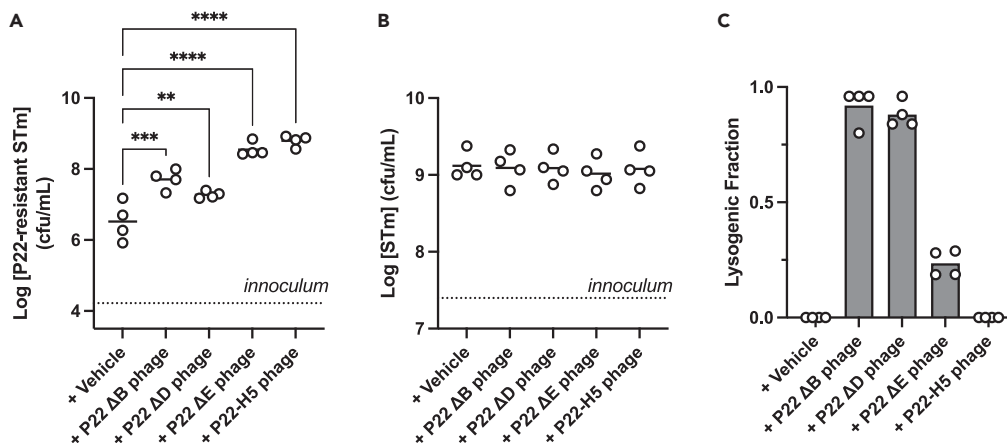 A
B
C
****
****
**
***
Log [P22-resistant STm]
(cfu/mL)
10
8
6
4
innoculum
+ Vehicle
+ P22 ΔB phage
+ P22 ΔD phage
+ P22 ΔE phage
+ P22-H5 phage
Log [STm] (cfu/mL)
10
9
8
7
innoculum
+ Vehicle
+ P22 ΔB phage
+ P22 ΔD phage
+ P22 ΔE phage
+ P22-H5 phage
Lysogenic Fraction
1.0
0.5
0.0
+ Vehicle
+ P22 ΔB phage
+ P22 ΔD phage
+ P22 ΔE phage
+ P22-H5 phage